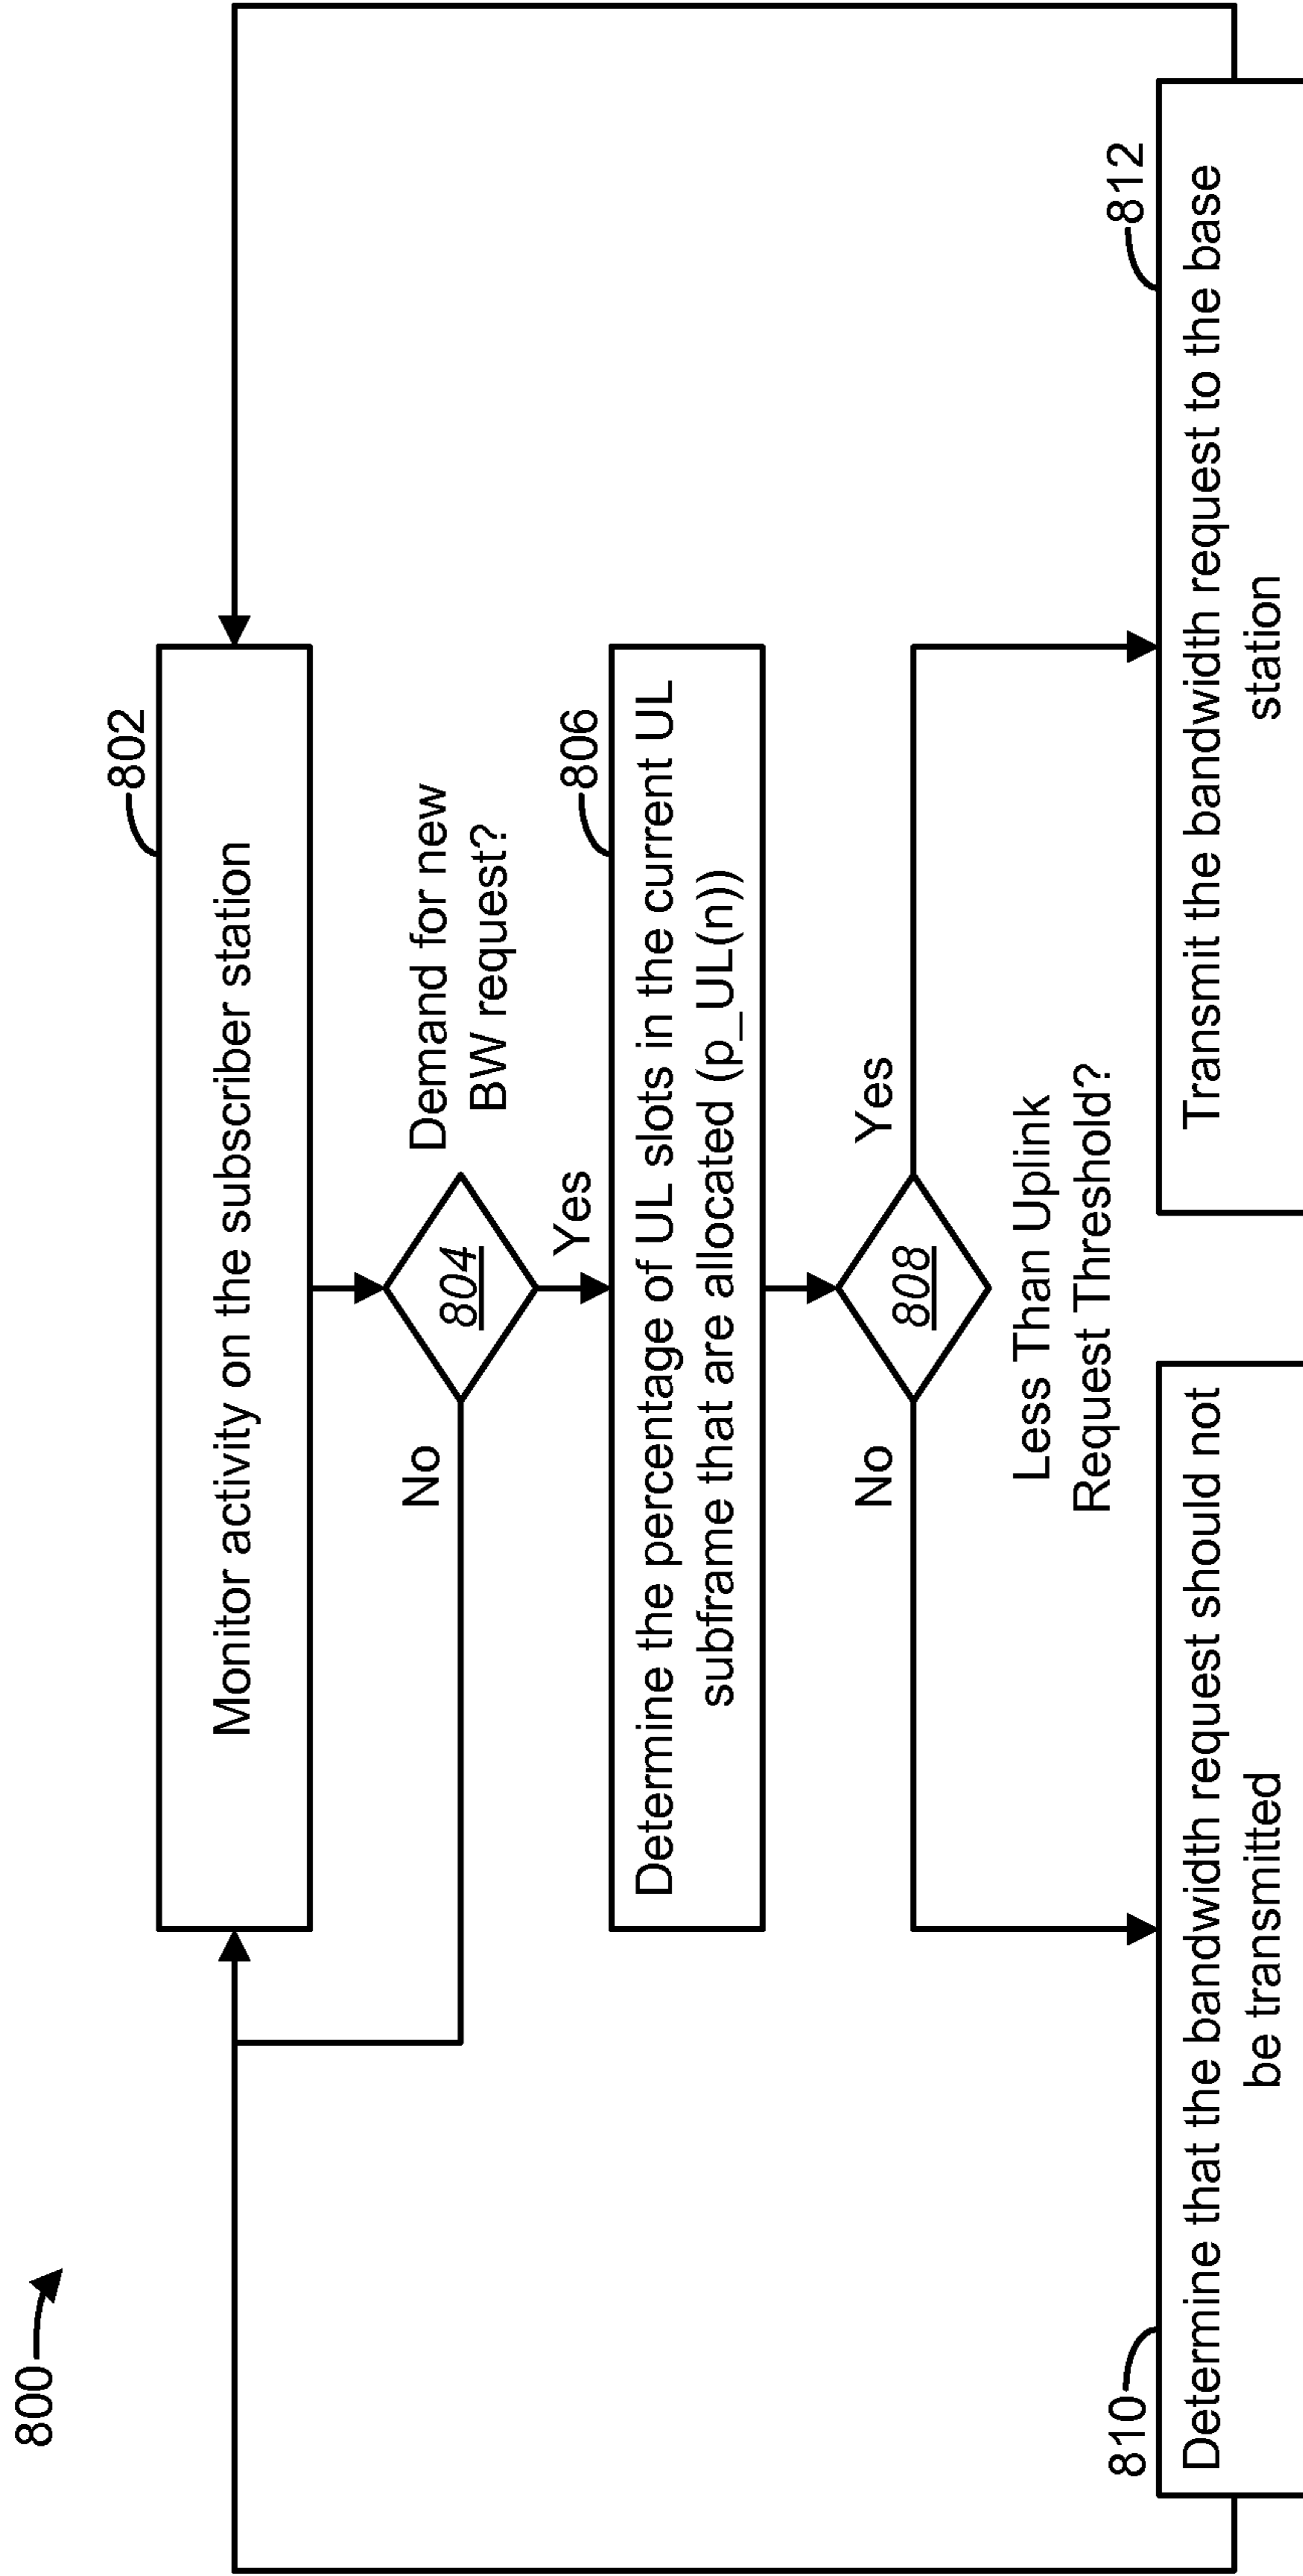 800
802
Monitor activity on the subscriber station
Demand for new
BW request?
804
No
Yes
806
Determine the percentage of UL slots in the current UL
subframe that are allocated (p_UL(n))
808
No
Yes
Less Than Uplink
Request Threshold?
810
Determine that the bandwidth request should not
be transmitted
812
Transmit the bandwidth request to the base
station